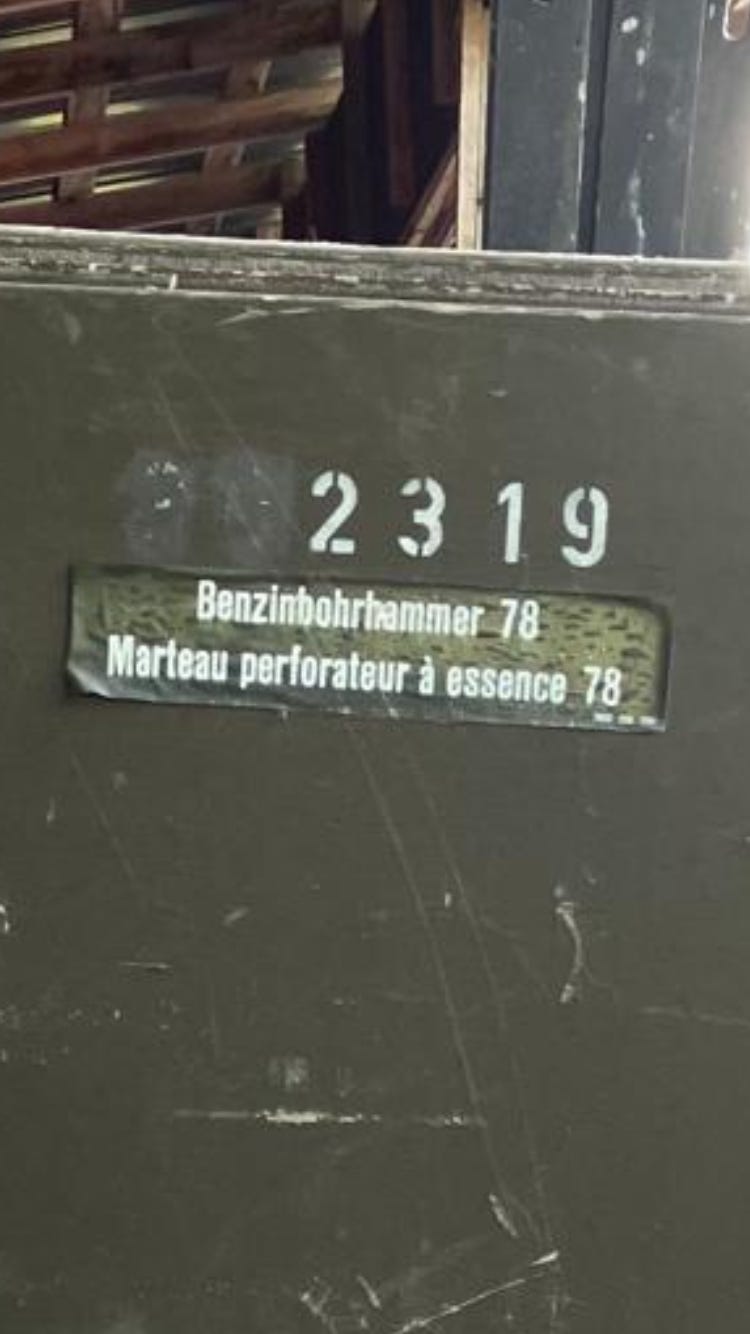 2319
Benzinbohrhammer 78
Marteau perforateur à essence 78